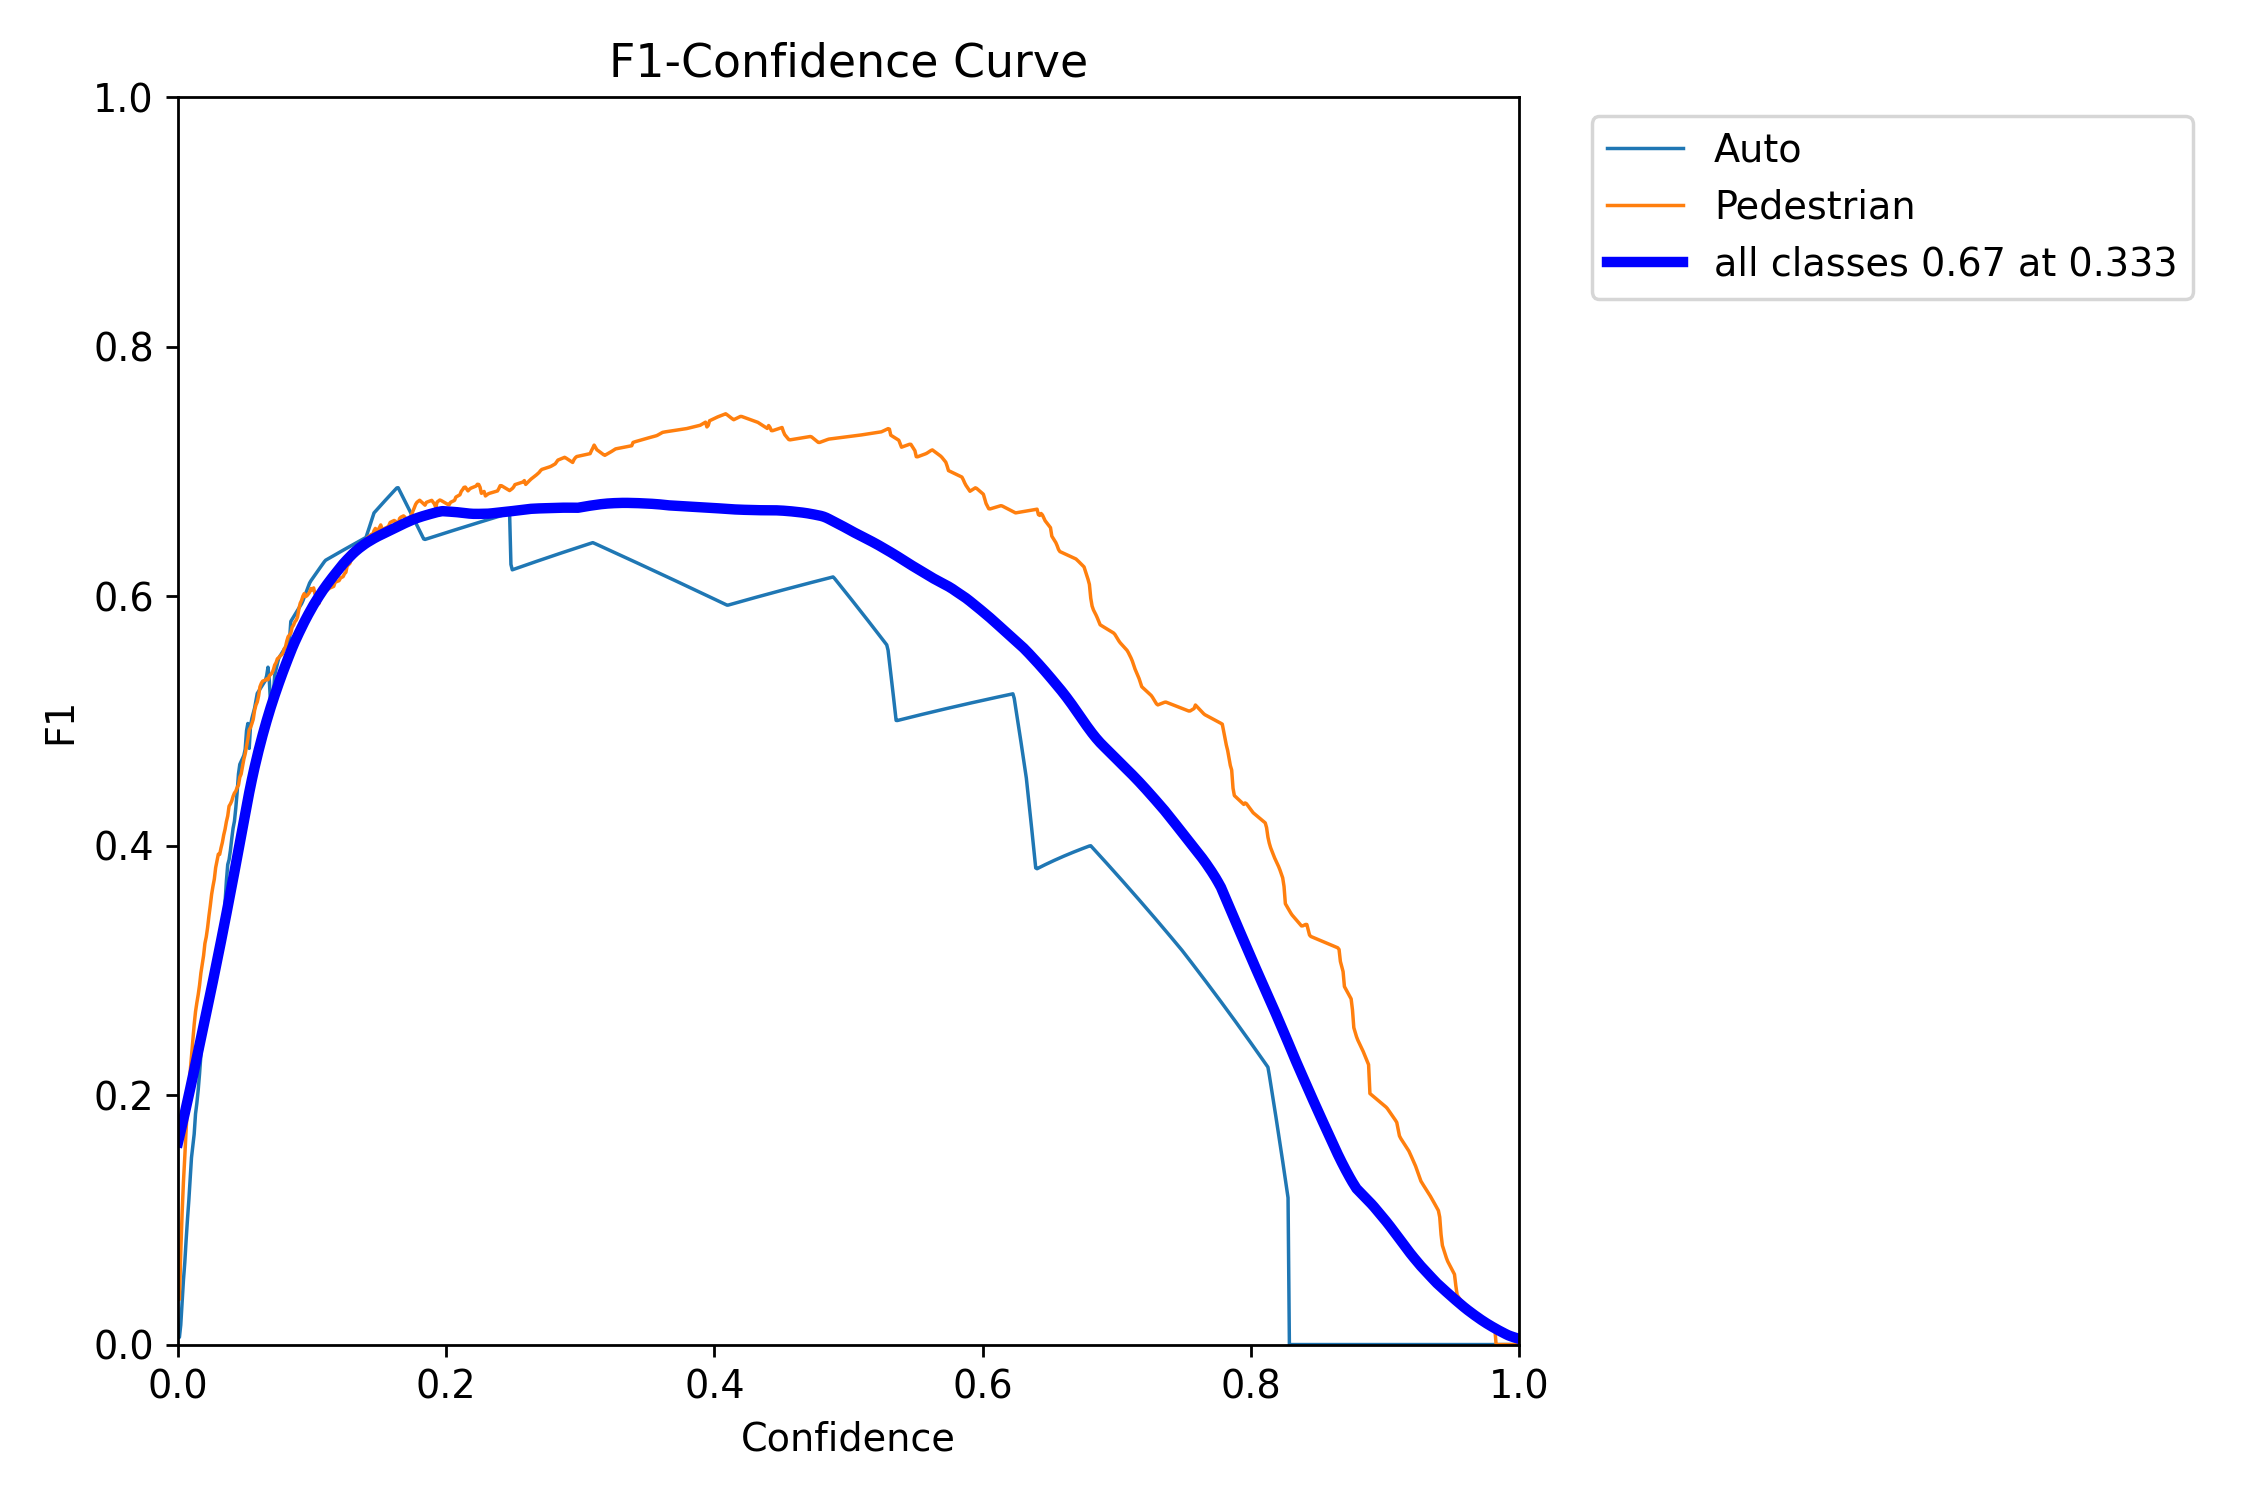 F1-Confidence Curve
1.0
0.8
0.6
0.4
0.2
0.0
F1
0.0 0.2 0.4 0.6 0.8 1.0
Confidence
Auto
Pedestrian
all classes 0.67 at 0.333